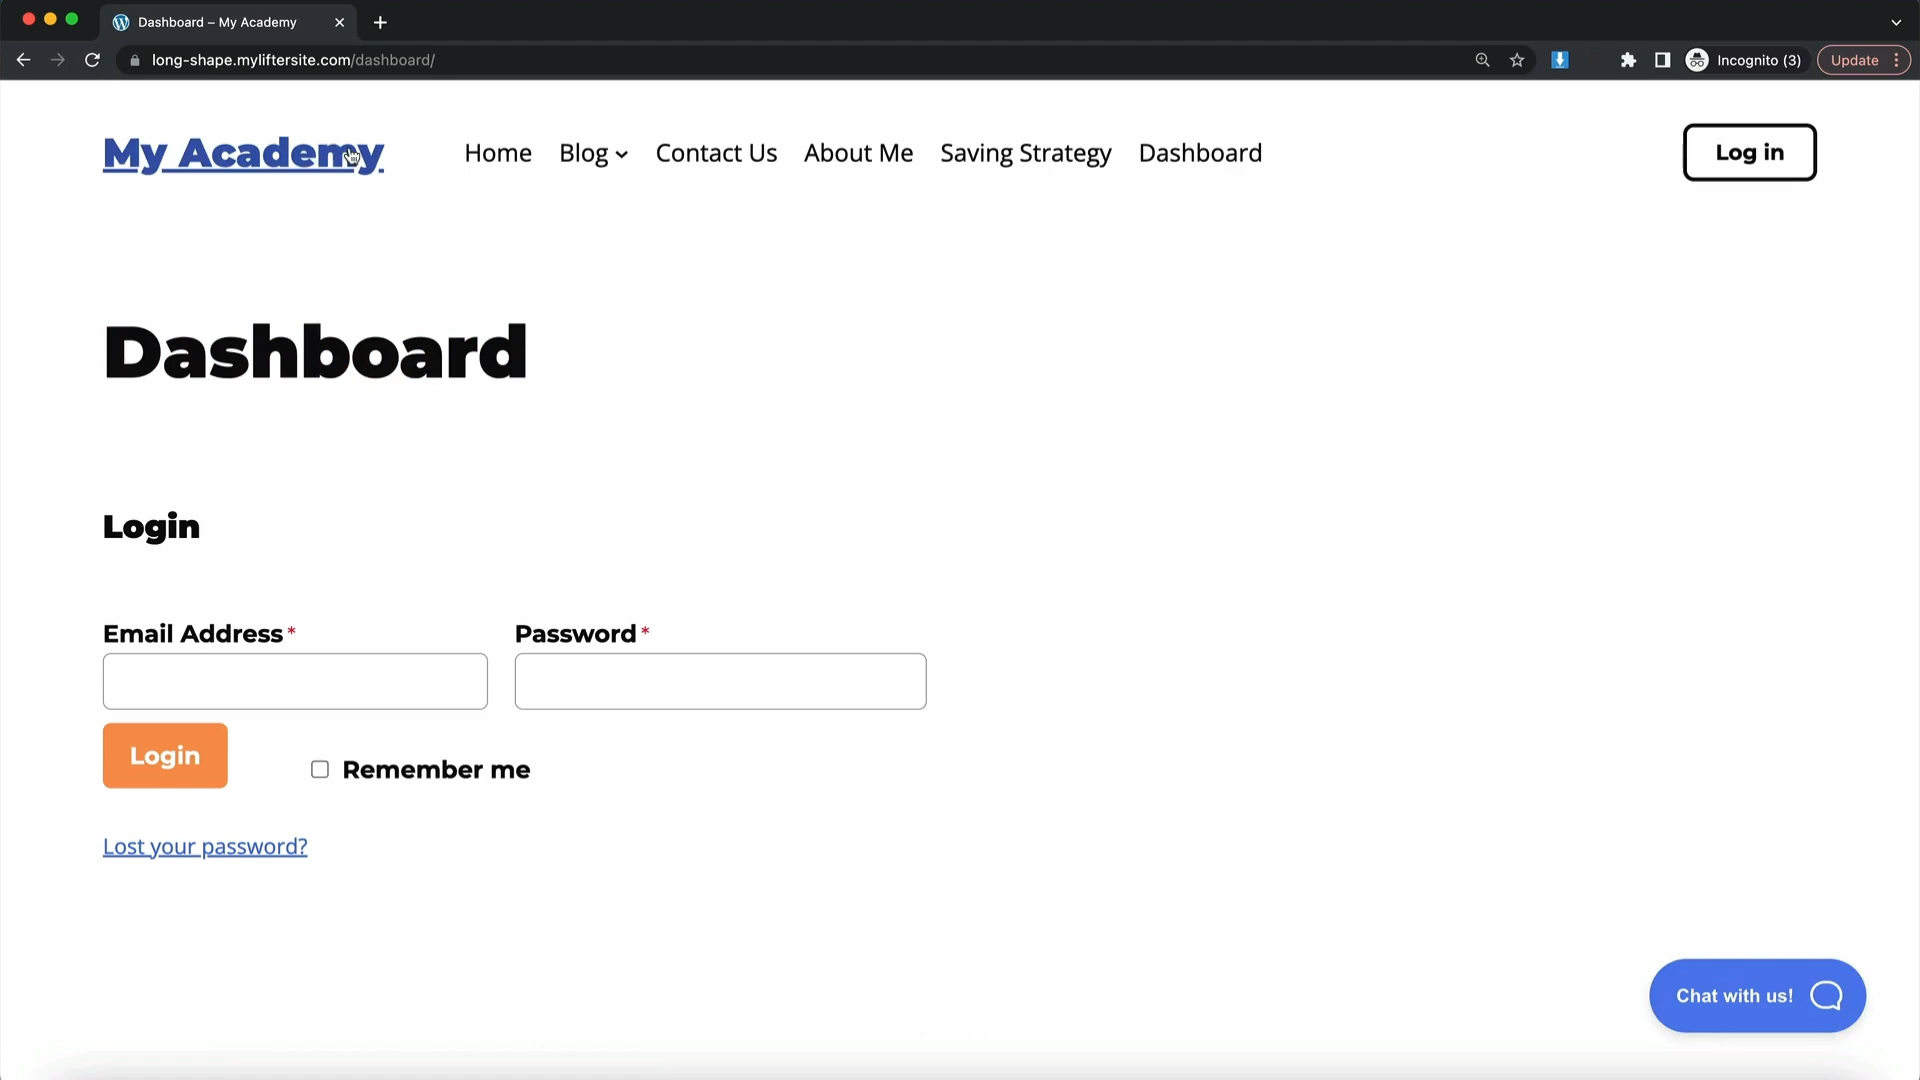 Dashboard – My Academy
long-shape.myliftersite.com/dashboard/
Incognito (3)
Update
My Academy
Home
Blog
Contact Us
About Me
Saving Strategy
Dashboard
Log in
Dashboard
Login
Email Address *
Password *
Login
Remember me
Lost your password?
Chat with us!